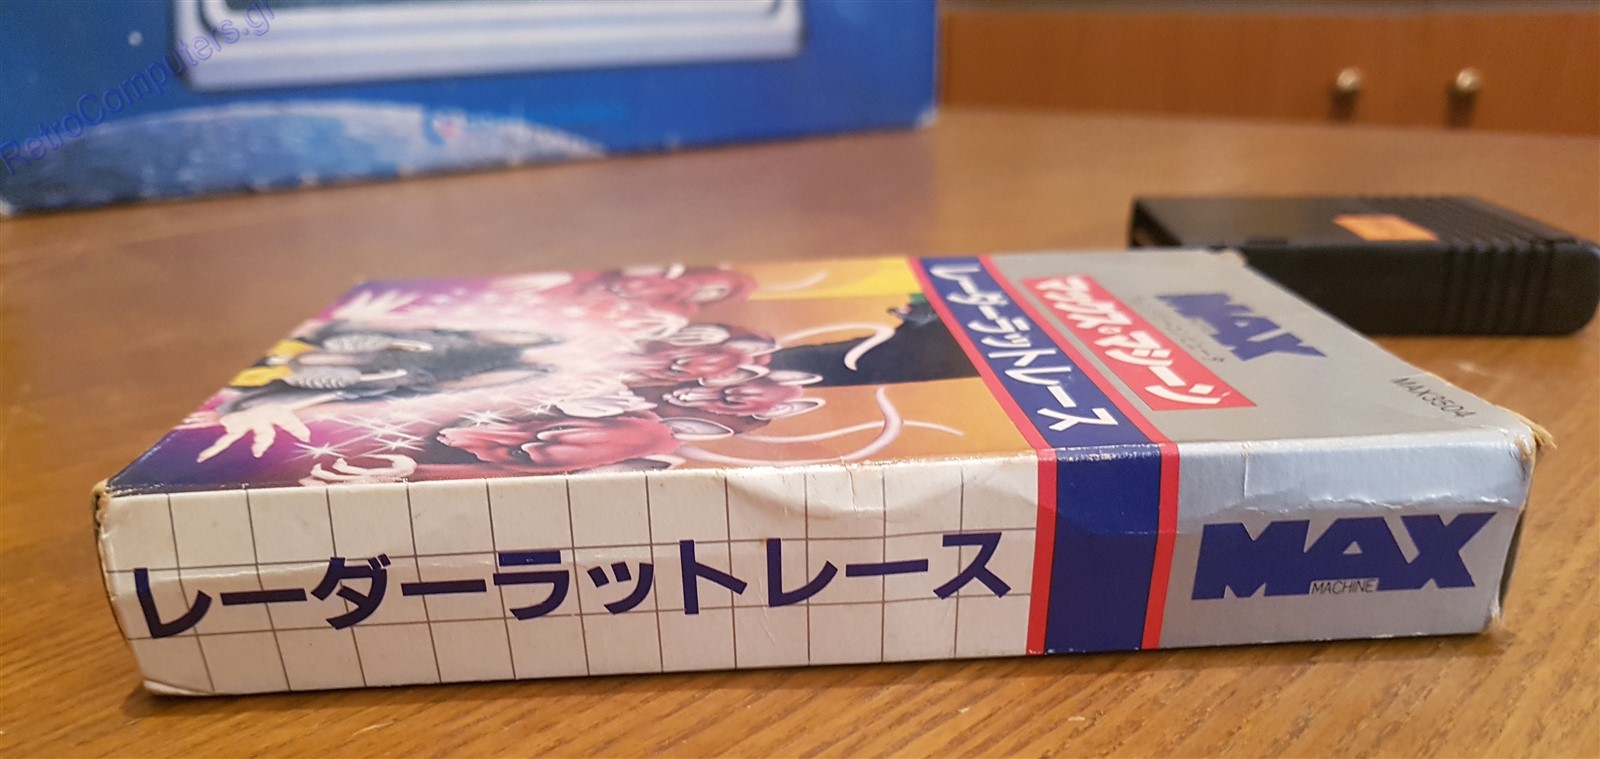 RetroComputers.gr
レーダーラットレース
マックス・マシーン
MAX
MAX3504
レーダーラットレース
MAX
MACHINE